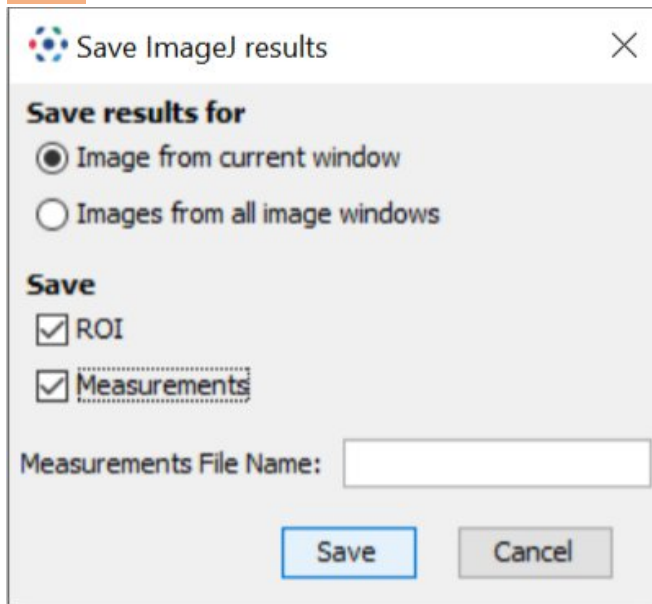 Save ImageJ results
Save results for
Image from current window
Images from all image windows
Save
ROI
Measurements
Measurements File Name:
Save Cancel